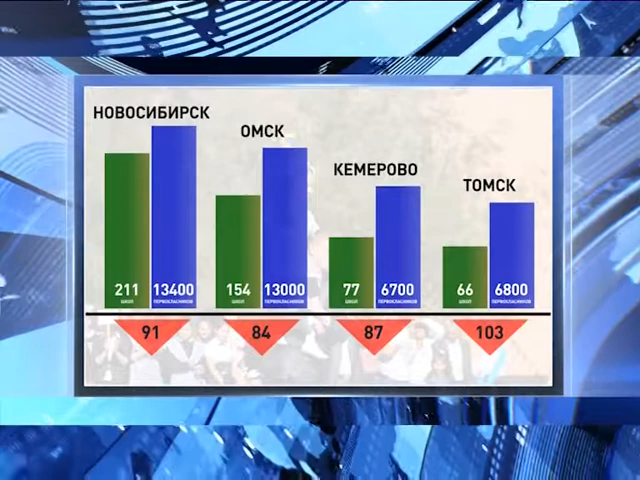 НОВОСИБИРСК
ОМСК
КЕМЕРОВО
ТОМСК
211 13400 154 13000 77 6700 66 6800
школ первоклассников школ первоклассников школ первоклассников школ первоклассников
91 84 87 103